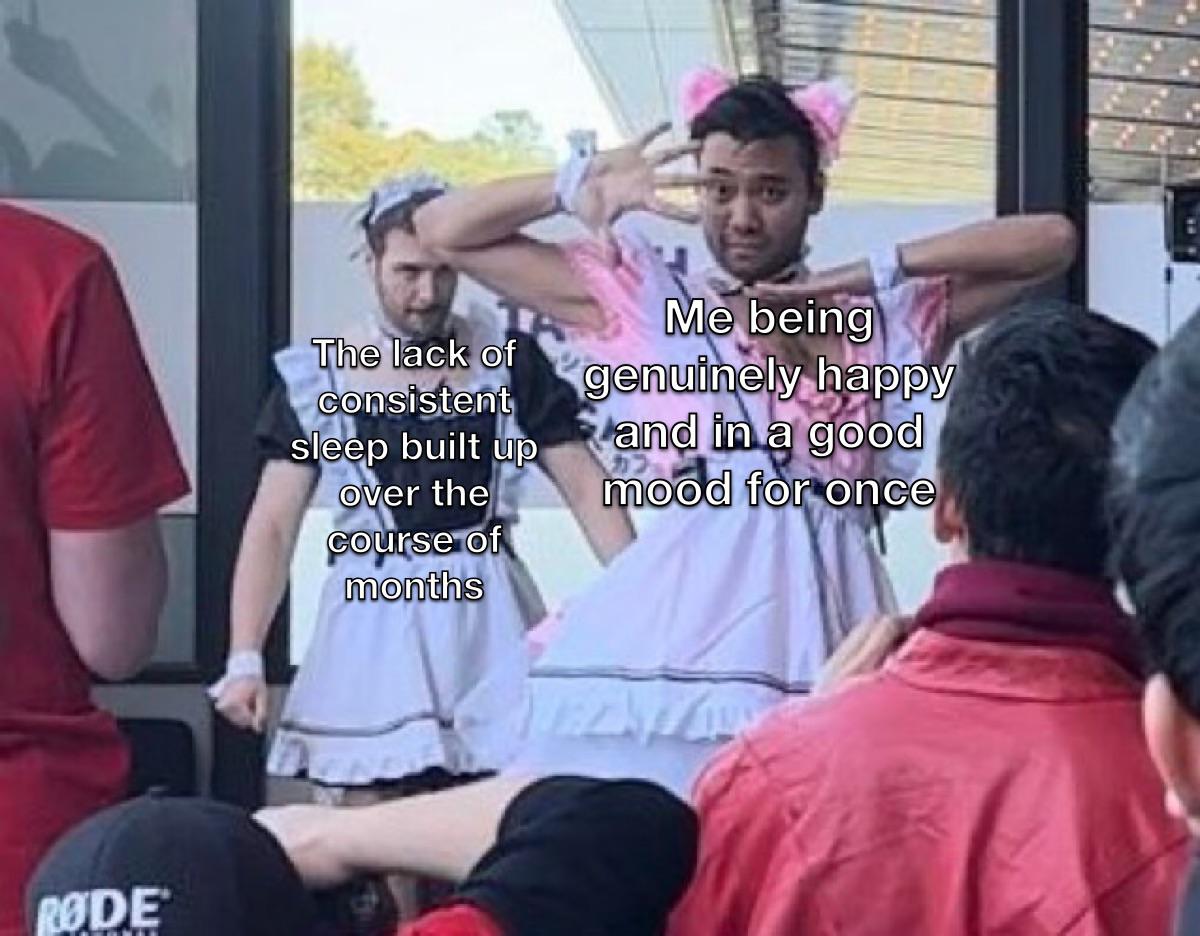 The lack of
consistent
sleep built up
over the
course of
months
Me being
genuinely happy
and in a good
mood for once
RØDE